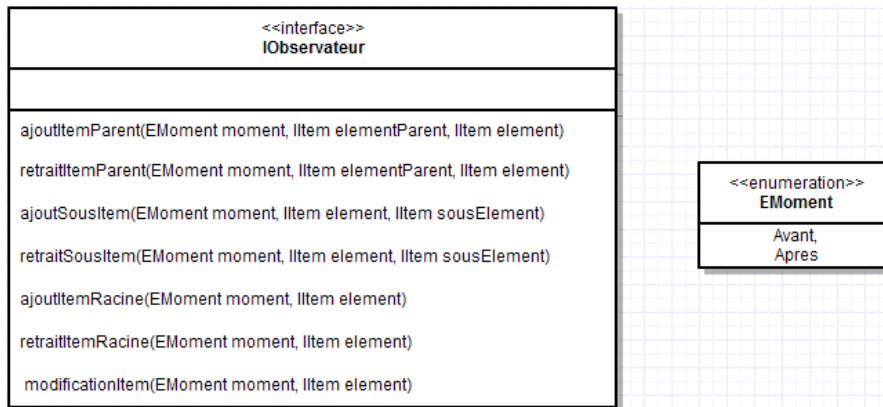 <<interface>>
IObservateur
ajoutItemParent(EMoment moment, IItem elementParent, IItem element)
retraitItemParent(EMoment moment, IItem elementParent, IItem element)
ajoutSousItem(EMoment moment, IItem element, IItem sousElement)
retraitSousItem(EMoment moment, IItem element, IItem sousElement)
ajoutItemRacine(EMoment moment, IItem element)
retraitItemRacine(EMoment moment, IItem element)
modificationItem(EMoment moment, IItem element)
<<enumeration>>
EMoment
Avant,
Apres